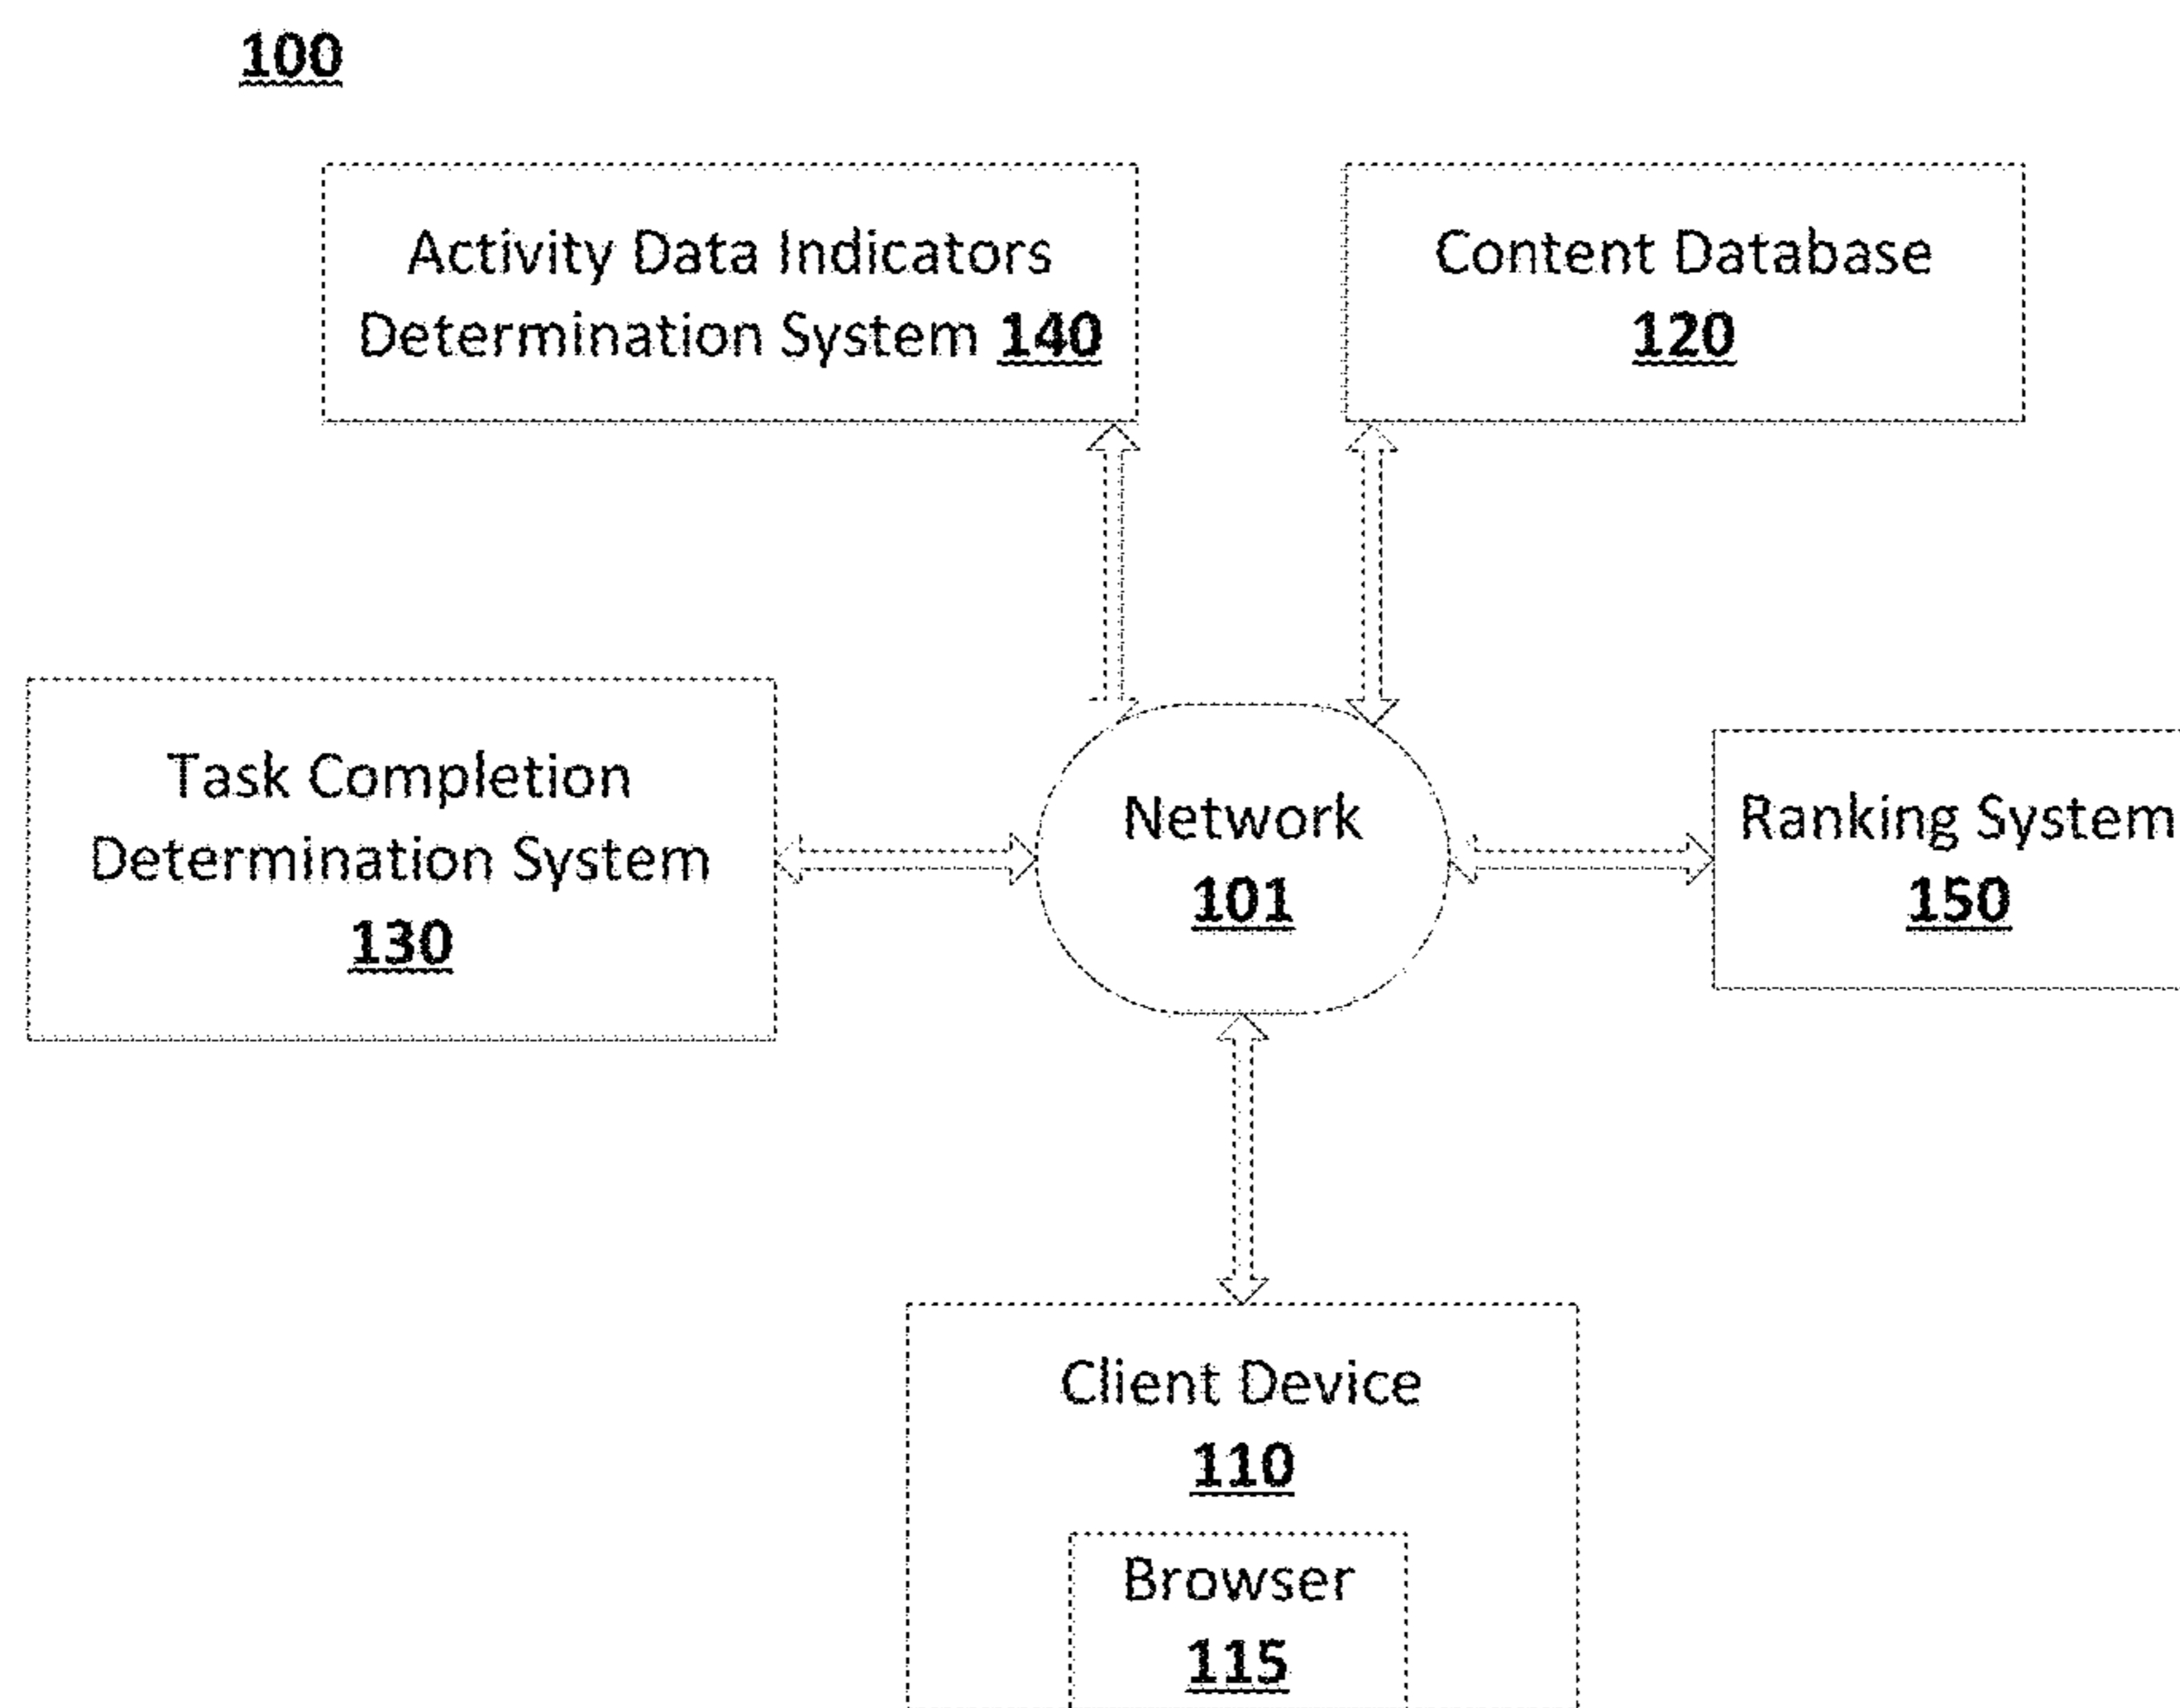 100
Activity Data Indicators
Determination System 140
Content Database
120
Task Completion
Determination System
130
Network
101
Ranking System
150
Client Device
110
Browser
115